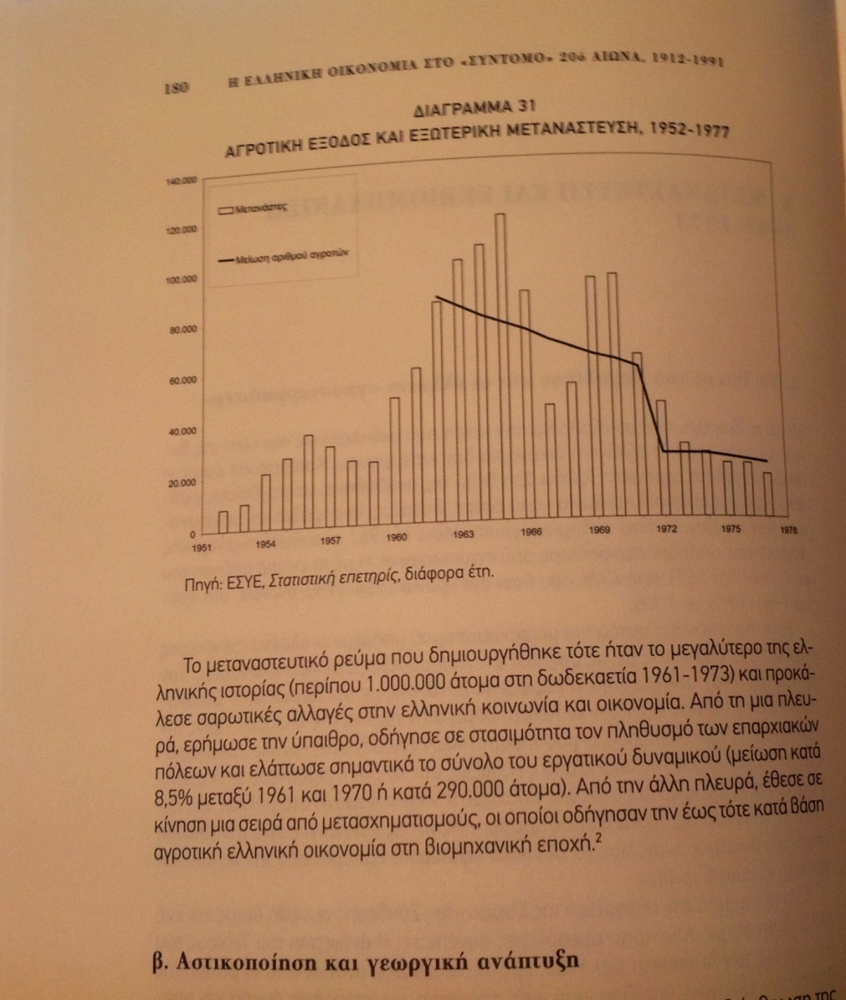 180 Η ΕΛΛΗΝΙΚΗ ΟΙΚΟΝΟΜΙΑ ΣΤΟ «ΣΥΝΤΟΜΟ» 20ό ΑΙΩΝΑ, 1912-1991
ΔΙΑΓΡΑΜΜΑ 31
ΑΓΡΟΤΙΚΗ ΕΞΟΔΟΣ ΚΑΙ ΕΞΩΤΕΡΙΚΗ ΜΕΤΑΝΑΣΤΕΥΣΗ, 1952-1977
140.000
Μετανάστες
120.000
Μείωση αριθμού αγροτών
100.000
80.000
60.000
40.000
20.000
0
1951 1954 1957 1960 1963 1966 1969 1972 1975 1978
Πηγή: ΕΣΥΕ, Στατιστική επετηρίς, διάφορα έτη.
Το μεταναστευτικό ρεύμα που δημιουργήθηκε τότε ήταν το μεγαλύτερο της ελ-
ληνικής ιστορίας (περίπου 1.000.000 άτομα στη δωδεκαετία 1961-1973) και προκά-
λεσε σαρωτικές αλλαγές στην ελληνική κοινωνία και οικονομία. Από τη μια πλευ-
ρά, ερήμωσε την ύπαιθρο, οδήγησε σε στασιμότητα τον πληθυσμό των επαρχιακών
πόλεων και ελάττωσε σημαντικά το σύνολο του εργατικού δυναμικού (μείωση κατά
8,5% μεταξύ 1961 και 1970 ή κατά 290.000 άτομα). Από την άλλη πλευρά, έθεσε σε
κίνηση μια σειρά από μετασχηματισμούς, οι οποίοι οδήγησαν την έως τότε κατά βάση
αγροτική ελληνική οικονομία στη βιομηχανική εποχή.²
β. Αστικοποίηση και γεωργική ανάπτυξη
της